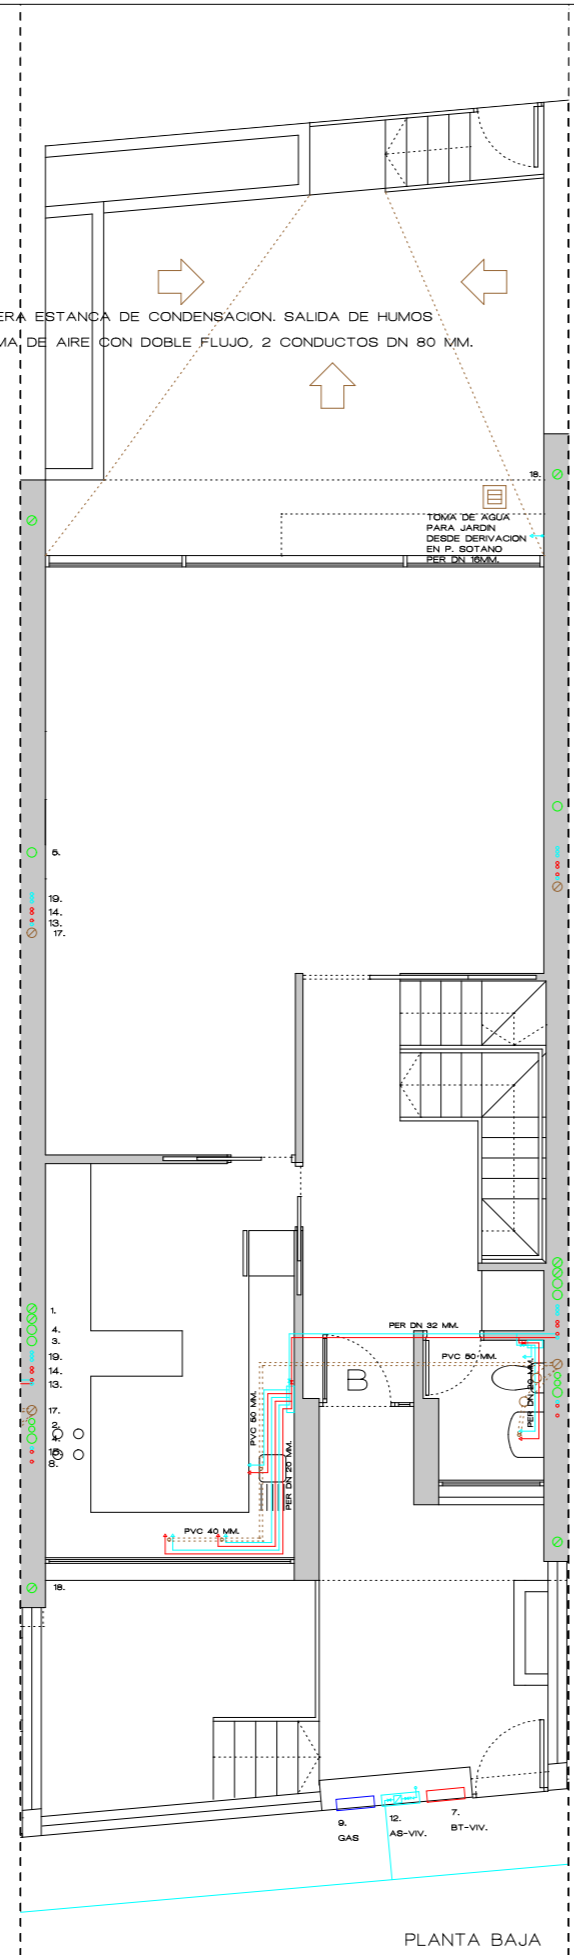 ERA ESTANCA DE CONDENSACION. SALIDA DE HUMOS
MA DE AIRE CON DOBLE FLUJO, 2 CONDUCTOS DN 80 MM.
18.
TOMA DE AGUA
PARA JARDIN
DESDE DERIVACION
EN P. SOTANO
PER DN 16MM.
19.
14.
13.
17.
1.
4.
3.
19.
14.
13.
17.
2.
4.
8.
PER DN 32 MM.
PVC 50 MM.
B
PVC 50 MM.
PER DN 20 MM.
PVC 40 MM.
18.
9.
GAS
12.
AS-VIV.
7.
BT-VIV.
PLANTA BAJA